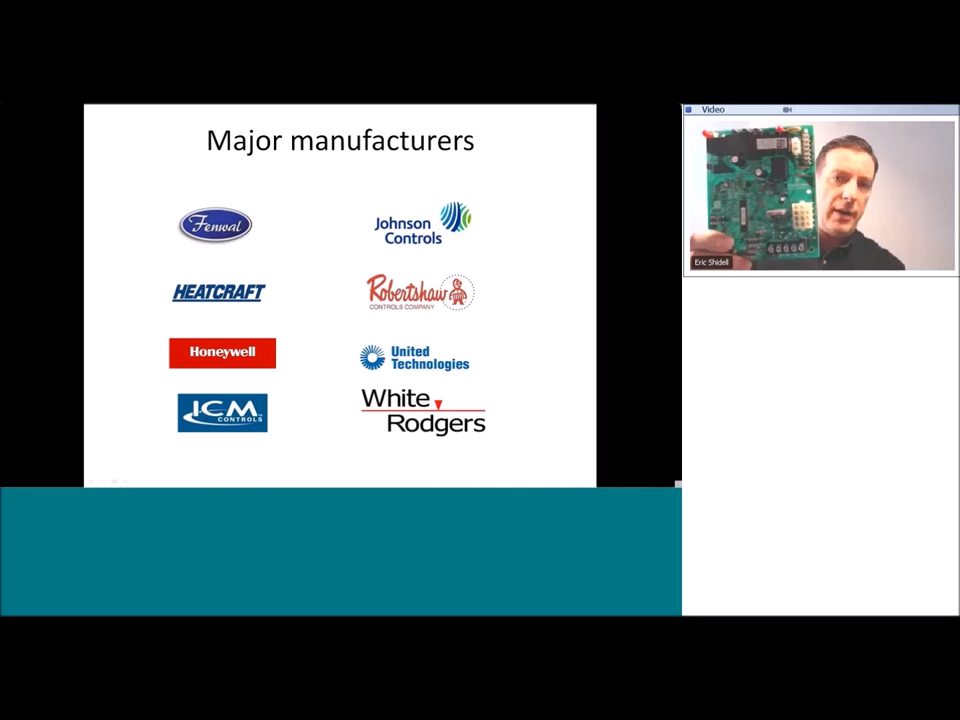 Major manufacturers
Fenwal
Johnson
Controls
HEATCRAFT
Robertshaw
CONTROLS COMPANY
Honeywell
United
Technologies
ICM
CONTROLS
White
Rodgers
Video
Eric Shidell